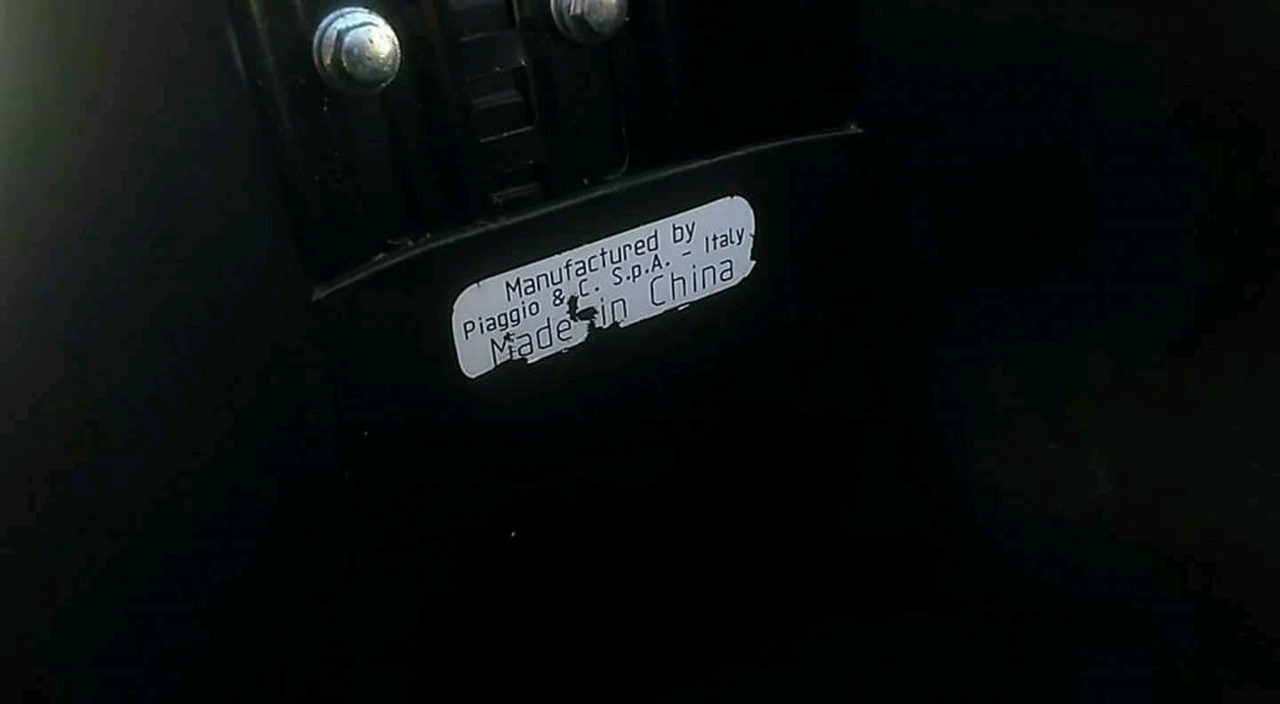 Manufactured by
Piaggio & C. S.p.A. - Italy
Made in China